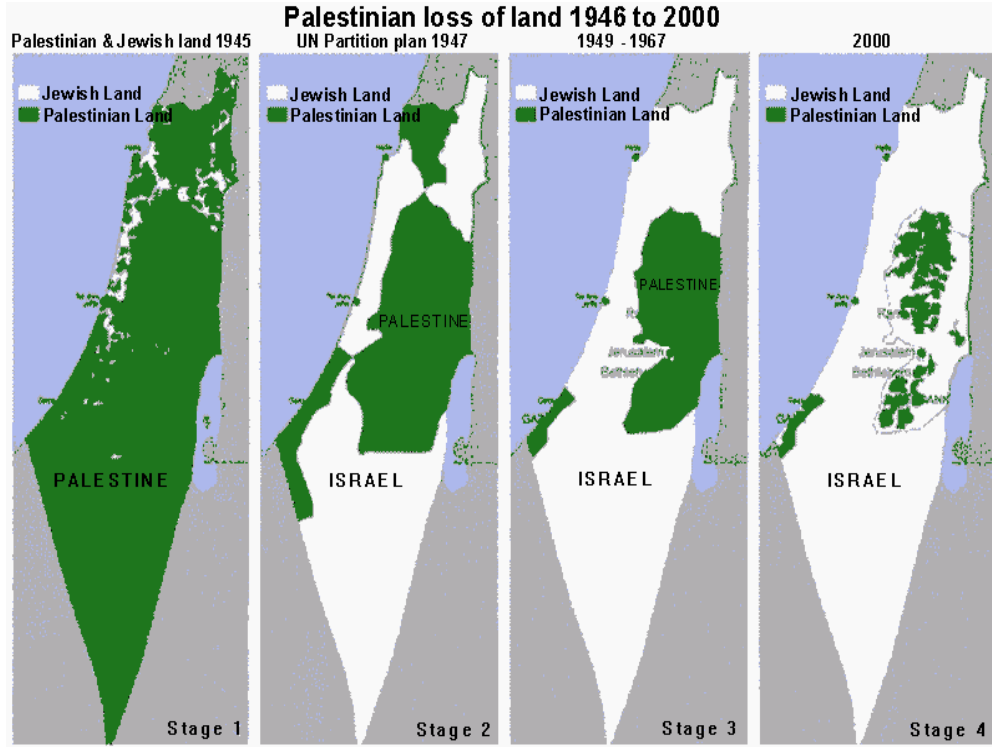 Palestinian loss of land 1946 to 2000
Palestinian & Jewish land 1945
Jewish Land
Palestinian Land
PALESTINE
Stage 1
UN Partition plan 1947
Jewish Land
Palestinian Land
PALESTINE
ISRAEL
Stage 2
1949 -1967
Jewish Land
Palestinian Land
PALESTINE
Jerusalem
ISRAEL
Stage 3
2000
Jewish Land
Palestinian Land
Jerusalem
Bethlehem
ISRAEL
Stage 4